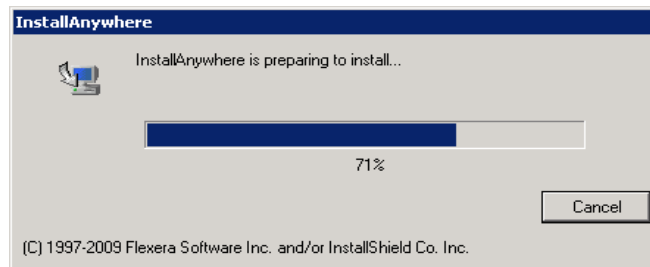 InstallAnywhere
InstallAnywhere is preparing to install...
71%
Cancel
(C) 1997-2009 Flexera Software Inc. and/or InstallShield Co. Inc.